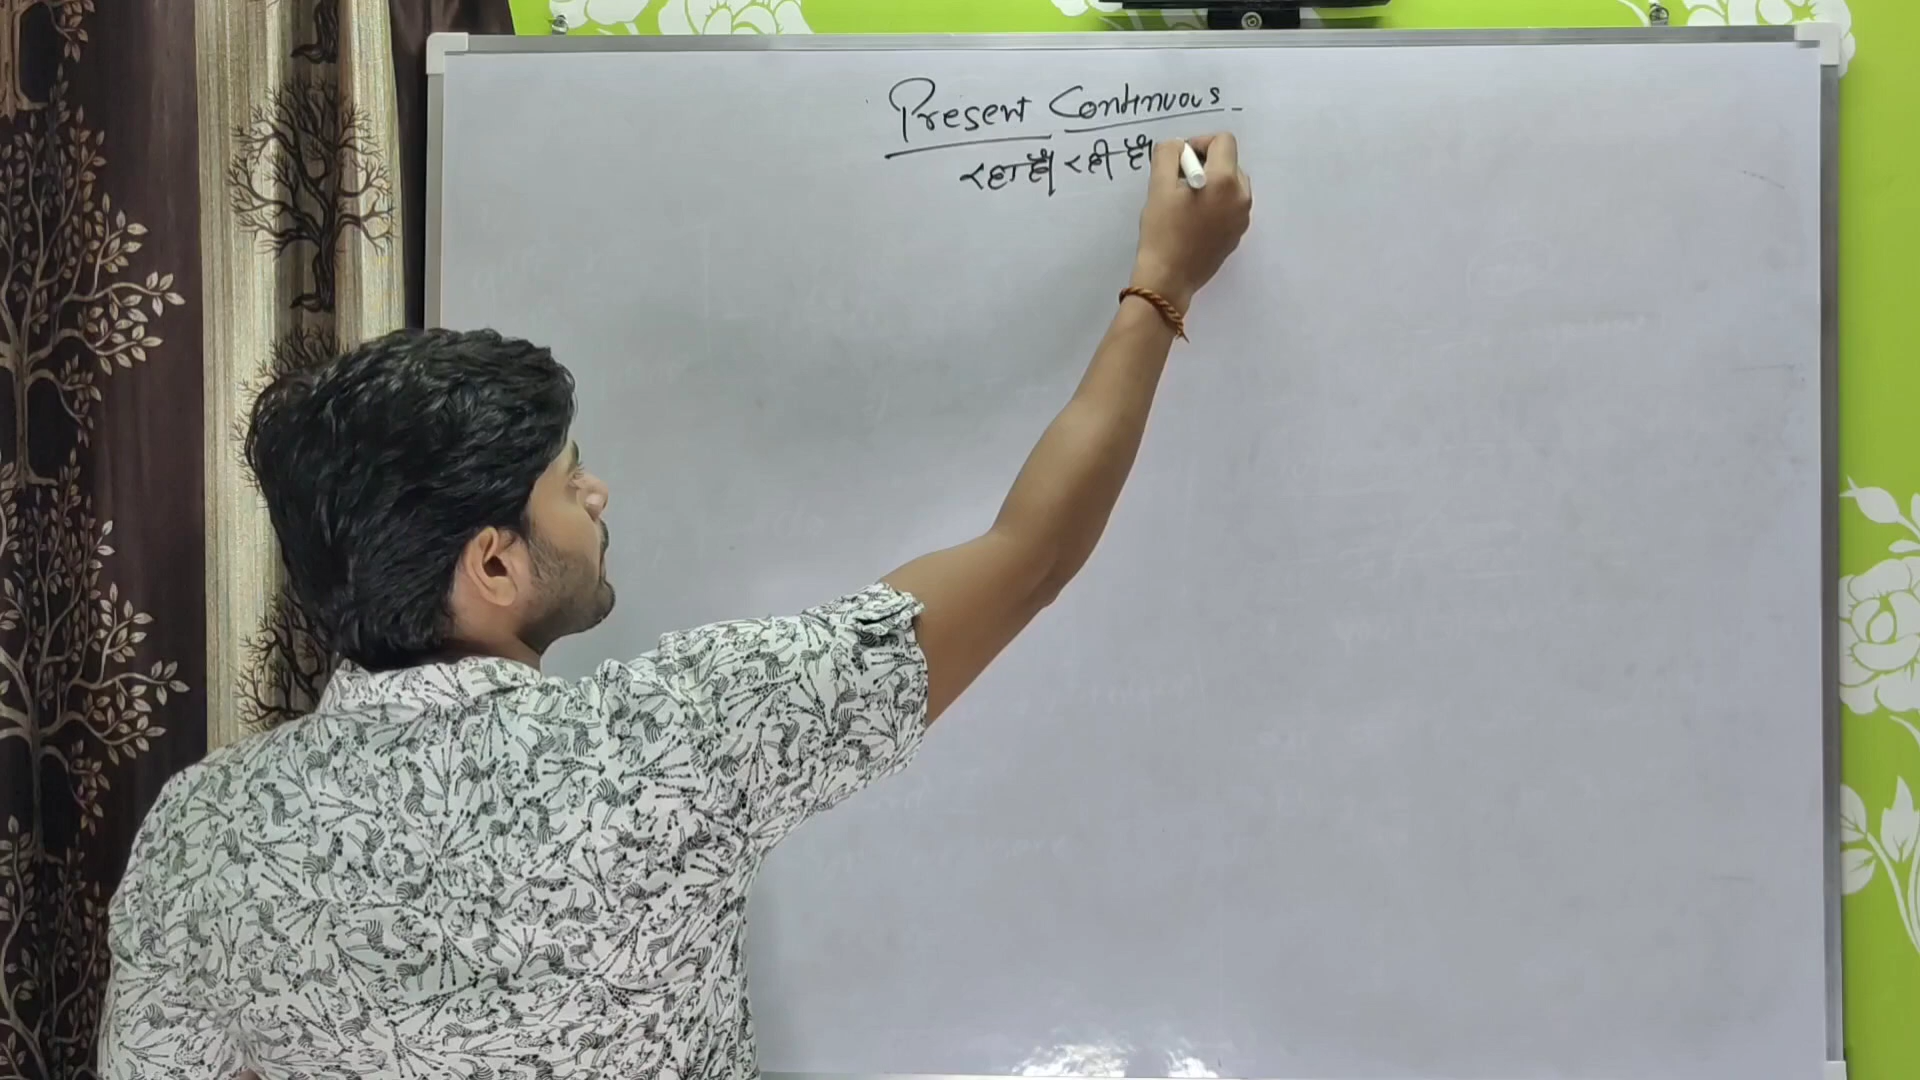 Present Continuous
रहा है, रही है,